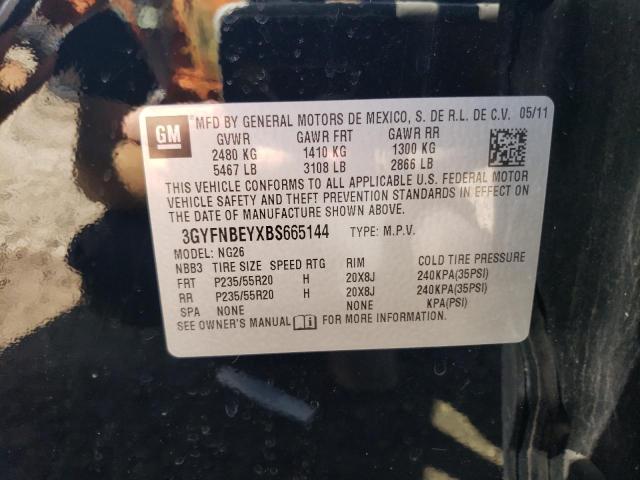 GM
MFD BY GENERAL MOTORS DE MEXICO, S. DE R.L. DE C.V. 05/11
GVWR GAWR FRT GAWR RR
2480 KG 1410 KG 1300 KG
5467 LB 3108 LB 2866 LB
THIS VEHICLE CONFORMS TO ALL APPLICABLE U.S. FEDERAL MOTOR
VEHICLE SAFETY AND THEFT PREVENTION STANDARDS IN EFFECT ON
THE DATE OF MANUFACTURE SHOWN ABOVE.
3GYFNBEYXBS665144 TYPE: M.P.V.
MODEL: NG26
NBB3 TIRE SIZE SPEED RTG RIM COLD TIRE PRESSURE
FRT P235/55R20 H 20X8J 240KPA(35PSI)
RR P235/55R20 H 20X8J 240KPA(35PSI)
SPA NONE NONE KPA(PSI)
SEE OWNER'S MANUAL FOR MORE INFORMATION.